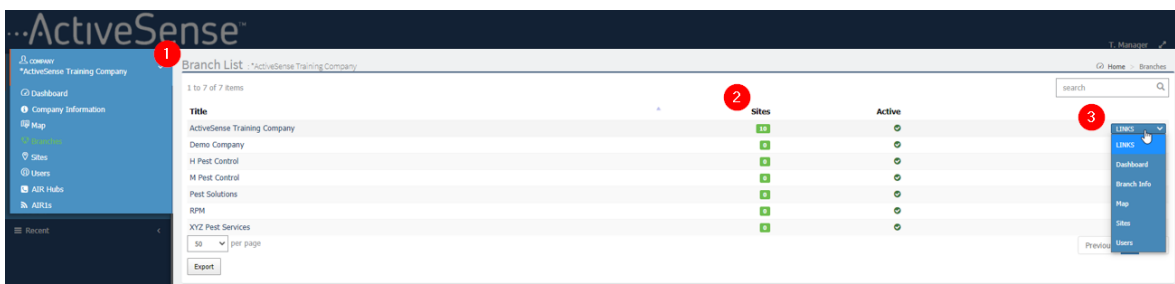 ···ActiveSense™
T. Manager
1
COMPANY
*ActiveSense Training Company
Branch List : *ActiveSense Training Company
Home > Branches
Dashboard
Company Information
Map
Branches
Sites
Users
AIR Hubs
AIR1s
Recent
1 to 7 of 7 items
search
2
3
Title Sites Active
ActiveSense Training Company 10
Demo Company 0
H Pest Control 0
M Pest Control 0
Pest Solutions 0
RPM 0
XYZ Pest Services 0
LINKS
LINKS
Dashboard
Branch Info
Map
Sites
Users
50 per page
Previou
Export